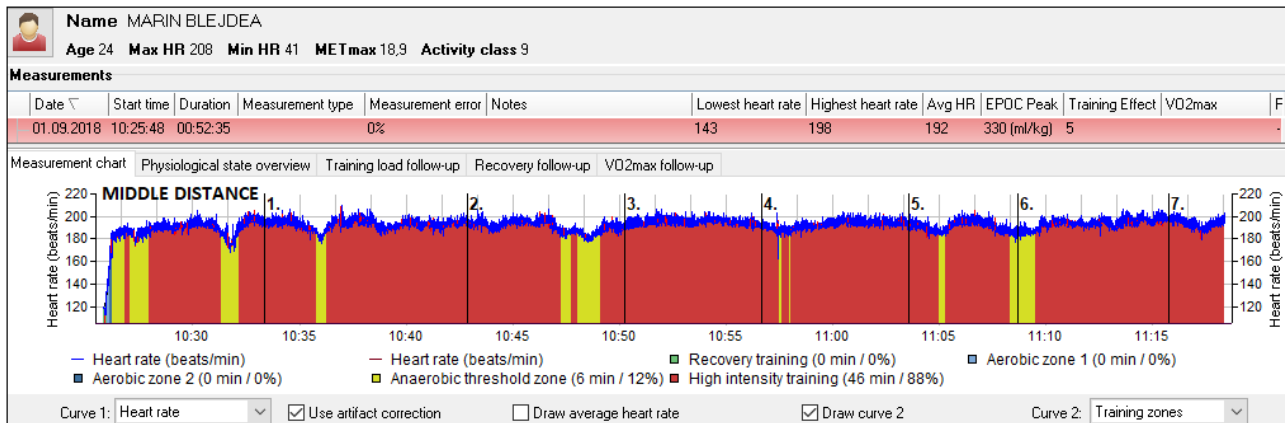 Name MARIN BLEJDEA
Age 24 Max HR 208 Min HR 41 METmax 18,9 Activity class 9
Measurements
Date Start time Duration Measurement type Measurement error Notes Lowest heart rate Highest heart rate Avg HR EPOC Peak Training Effect VO2max F
01.09.2018 10:25:48 00:52:35 0% 143 198 192 330 (ml/kg) 5 -
Measurement chart Physiological state overview Training load follow-up Recovery follow-up VO2max follow-up
MIDDLE DISTANCE 1. 2. 3. 4. 5. 6. 7.
Heart rate (beats/min)
220
200
180
160
140
120
220
200
180
160
140
120
Heart rate (beats/min)
10:30 10:35 10:40 10:45 10:50 10:55 11:00 11:05 11:10 11:15
Heart rate (beats/min) Heart rate (beats/min) Recovery training (0 min / 0%) Aerobic zone 1 (0 min / 0%)
Aerobic zone 2 (0 min / 0%) Anaerobic threshold zone (6 min / 12%) High intensity training (46 min / 88%)
Curve 1: Heart rate Use artifact correction Draw average heart rate Draw curve 2 Curve 2: Training zones